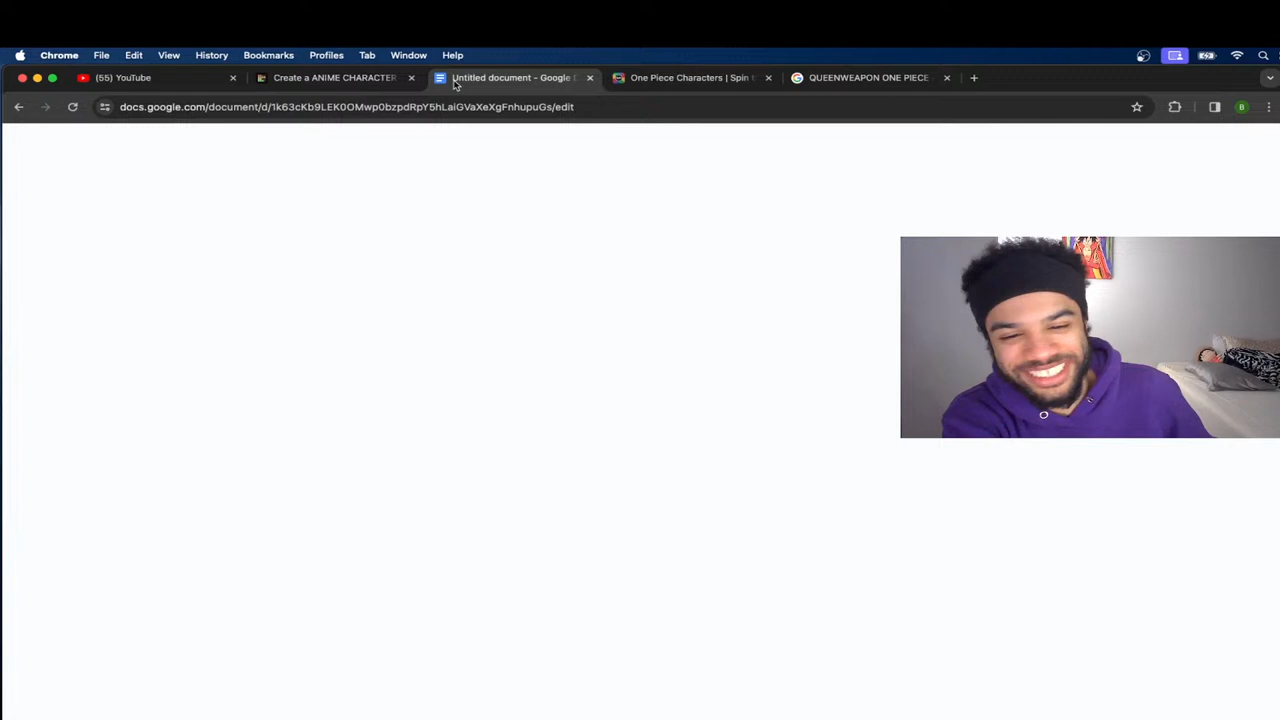 Chrome File Edit View History Bookmarks Profiles Tab Window Help
(55) YouTube Create a ANIME CHARACTER Untitled document - Google D One Piece Characters | Spin t QUEENWEAPON ONE PIECE
docs.google.com/document/d/1k63cKb9LEK0OMwp0bzpdRpY5hLaiGVaXeXgFnhupuGs/edit B